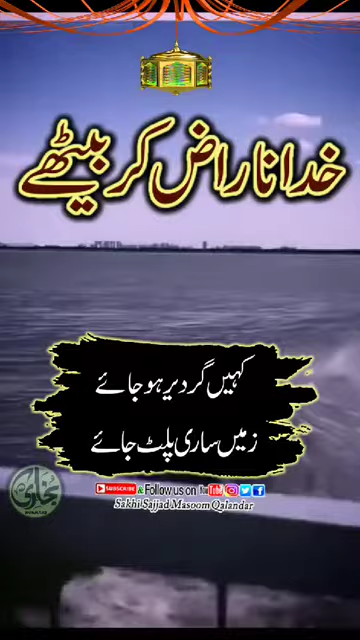 خدا ناراض کر بیٹھے
کہیں گر دیر ہو جائے
زمیں ساری پلٹ جائے
SUBSCRIBE & Follow us on YouTube
Sakhi Sajjad Masoom Qalandar